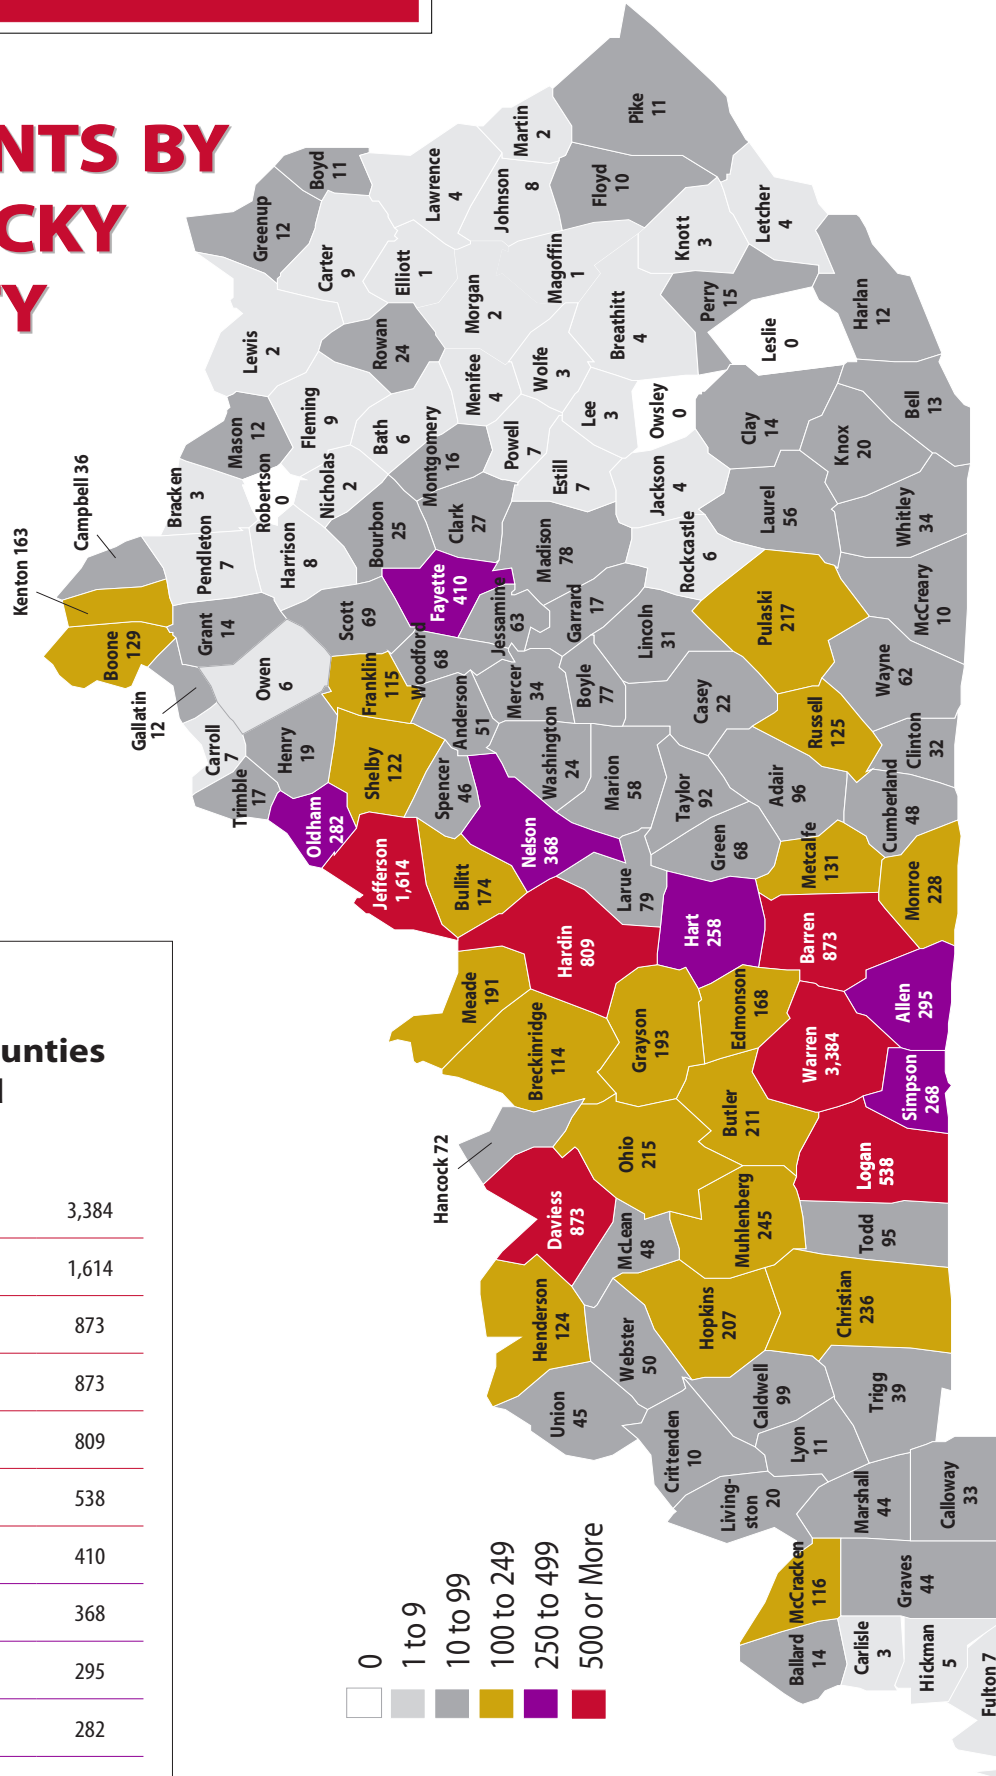 NTS BY
CKY
TY
unties
d
3,384
1,614
873
873
809
538
410
368
295
282
0
1 to 9
10 to 99
100 to 249
250 to 499
500 or More
Pike
11
Martin
2
Boyd
11
Floyd
10
Lawrence
4
Johnson
8
Letcher
4
Greenup
12
Knott
3
Carter
9
Elliott
1
Magoffin
1
Morgan
2
Perry
15
Harlan
12
Breathitt
4
Leslie
0
Lewis
2
Rowan
24
Wolfe
3
Menifee
4
Bell
13
Lee
3
Owsley
0
Fleming
9
Mason
12
Clay
14
Bath
6
Powell
7
Knox
20
Montgomery
16
Estill
7
Jackson
4
Nicholas
2
Robertson
0
Bracken
3
Campbell 36
Laurel
56
Whitley
34
Clark
27
Bourbon
25
Madison
78
Rockcastle
6
Harrison
8
Pendleton
7
Kenton 163
Fayette
410
McCreary
10
Garrard
17
Jessamine
63
Pulaski
217
Scott
69
Lincoln
31
Grant
14
Boone
129
Woodford
68
Wayne
62
Owen
6
Franklin
115
Mercer
34
Boyle
77
Casey
22
Gallatin
12
Anderson
51
Russell
125
Clinton
32
Carroll
7
Henry
19
Washington
24
Shelby
122
Spencer
46
Marion
58
Taylor
92
Adair
96
Trimble
17
Cumberland
48
Oldham
282
Nelson
368
Green
68
Metcalfe
131
Jefferson
1,614
Bullitt
174
Larue
79
Monroe
228
Hart
258
Hardin
809
Barren
873
Meade
191
Edmonson
168
Allen
295
Breckinridge
114
Grayson
193
Warren
3,384
Simpson
268
Butler
211
Hancock 72
Ohio
215
Logan
538
Daviess
873
McLean
48
Muhlenberg
245
Todd
95
Henderson
124
Hopkins
207
Christian
236
Webster
50
Union
45
Caldwell
99
Trigg
39
Crittenden
10
Lyon
11
Living-
ston
20
Marshall
44
Calloway
33
McCracken
116
Graves
44
Ballard
14
Carlisle
3
Hickman
5
Fulton 7